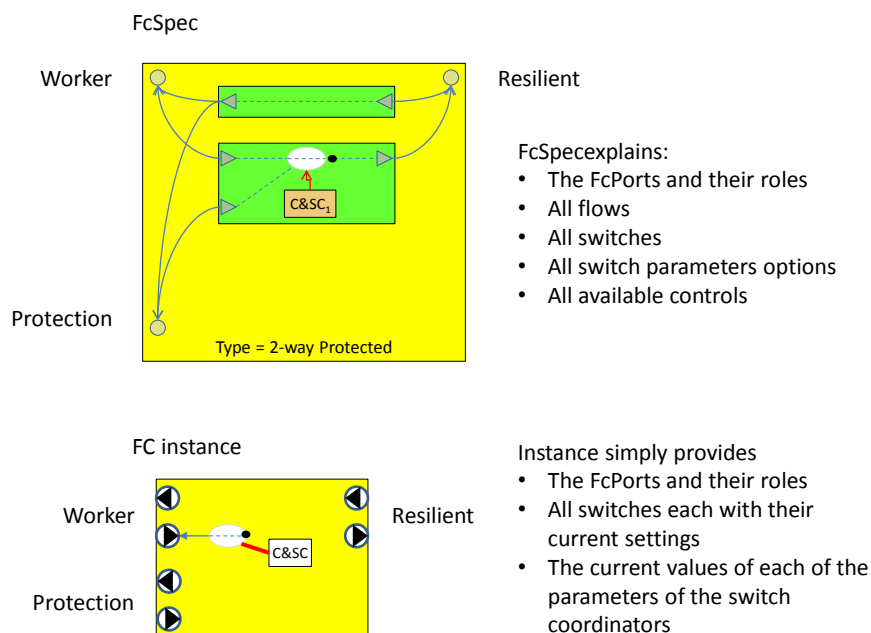 FcSpec
Worker
Resilient
C&SC1
Protection
Type = 2-way Protected
FcSpecexplains:
• The FcPorts and their roles
• All flows
• All switches
• All switch parameters options
• All available controls
FC instance
Worker
Resilient
C&SC
Protection
Instance simply provides
• The FcPorts and their roles
• All switches each with their
current settings
• The current values of each of the
parameters of the switch
coordinators